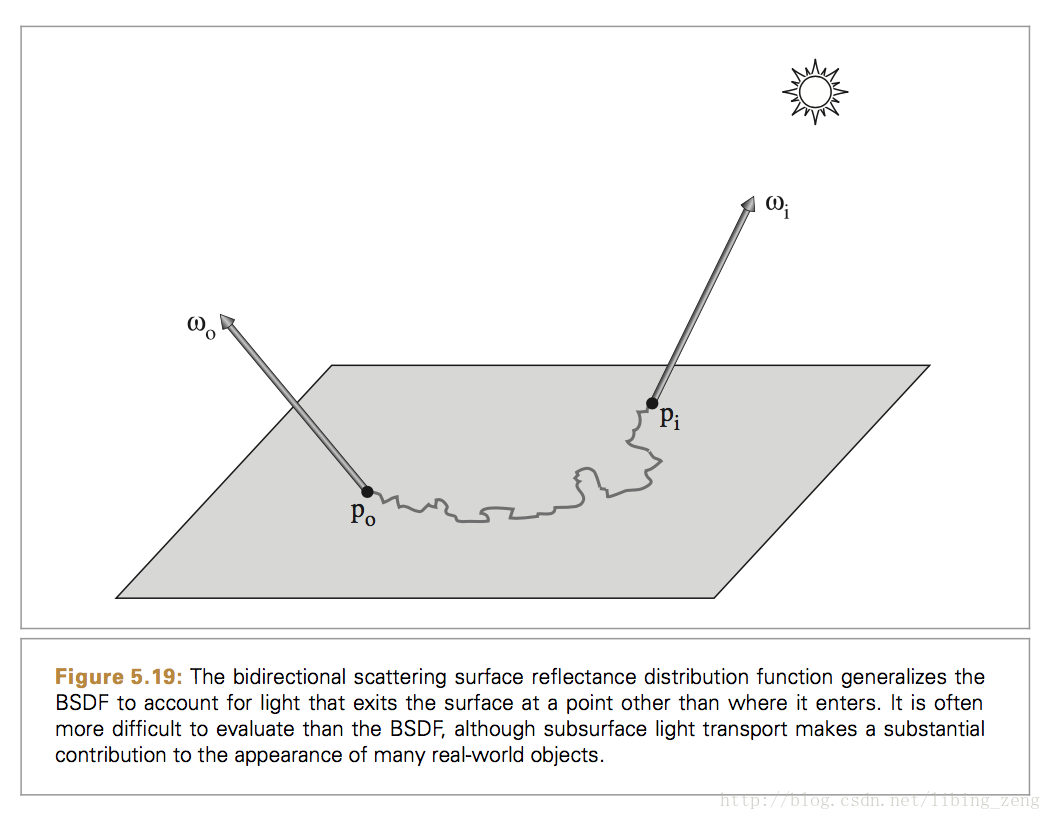 ωi
ωo
pi
po
Figure 5.19: The bidirectional scattering surface reflectance distribution function generalizes the
BSDF to account for light that exits the surface at a point other than where it enters. It is often
more difficult to evaluate than the BSDF, although subsurface light transport makes a substantial
contribution to the appearance of many real-world objects.
http://blog.csdn.net/libing_zeng